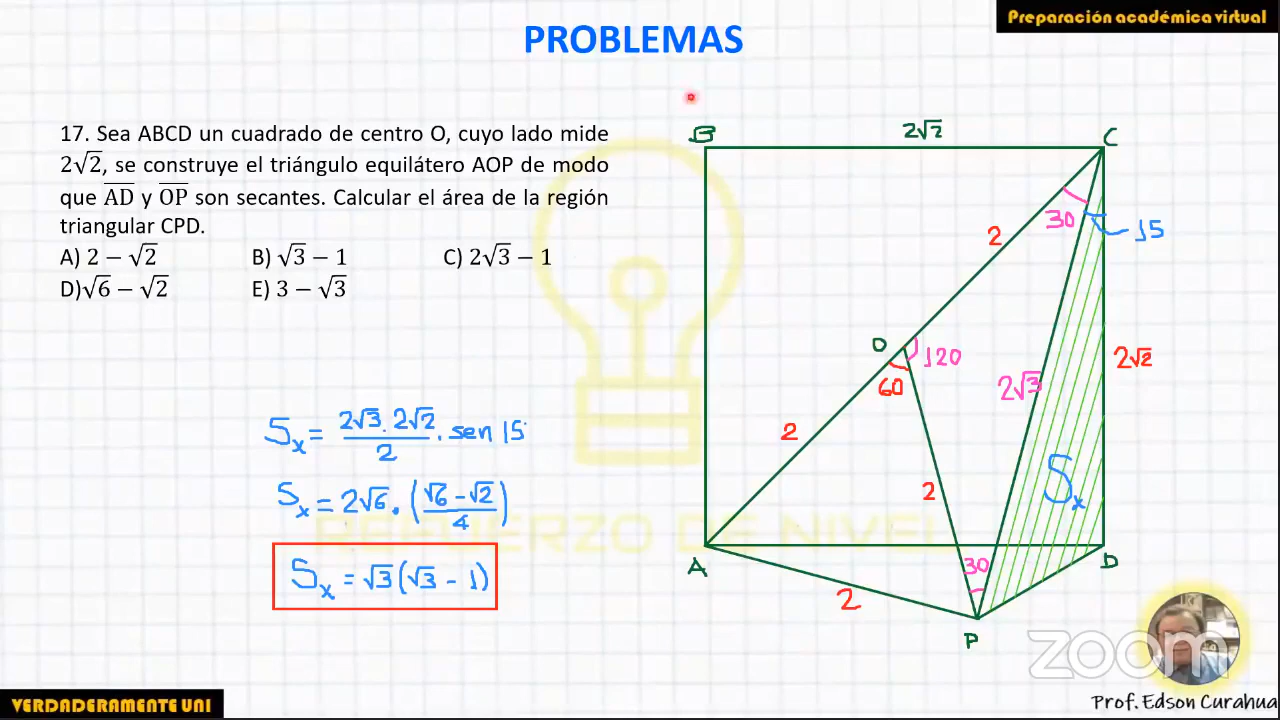 Preparación académica virtual
PROBLEMAS
17. Sea ABCD un cuadrado de centro O, cuyo lado mide
2√2, se construye el triángulo equilátero AOP de modo
que A̅D̅ y O̅P̅ son secantes. Calcular el área de la región
triangular CPD.
A) 2 − √2 B) √3 − 1 C) 2√3 − 1
D)√6 − √2 E) 3 − √3
B 2√2 C
30 15
2
O 120
60 2√3 2√2
2
2
Sx = 2√3 . 2√2 / 2 . sen 15
Sx = 2√6 . (√6 − √2 / 4)
Sx = √3 (√3 − 1)
Sx
A 30 D
2
P
REFUERZO DE NIVEL
zoom
VERDADERAMENTE UNI
Prof. Edson Curahua